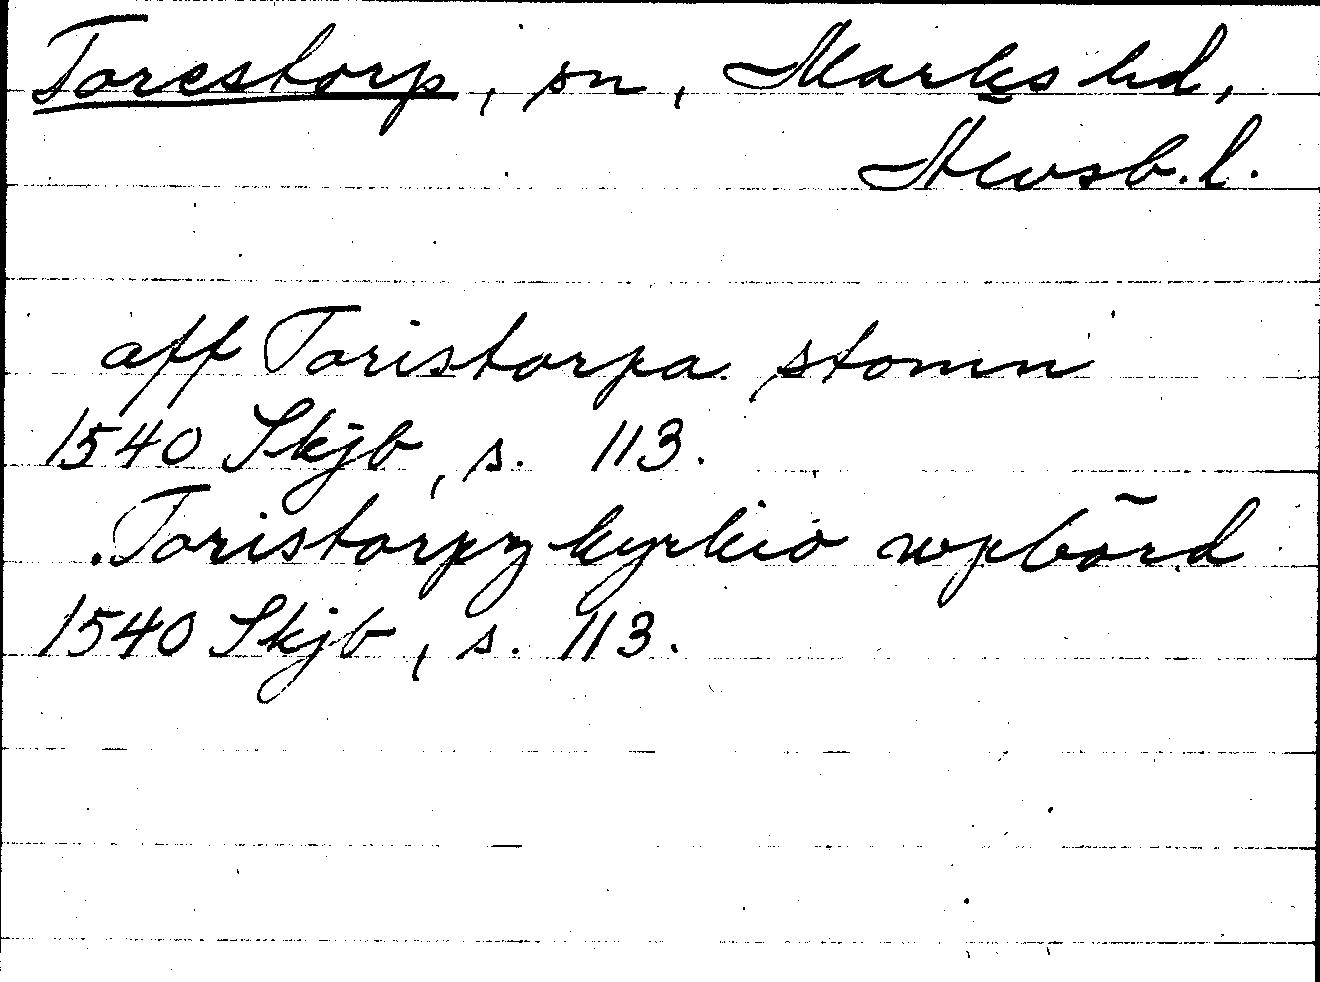 Torestorp, sn, Marks hd,
Älvsb. l.
aff Toristorpa stomn
1540 Skjb, s. 113.
Toristorpz kyrkio wpbörd
1540 Skjb, s. 113.